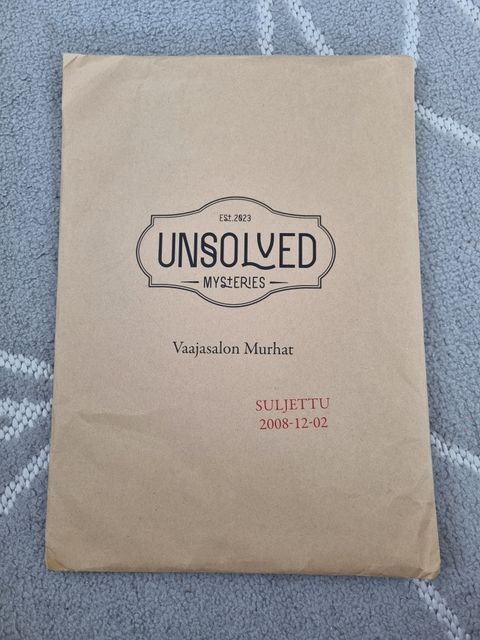 Est.2023
UNSOLVED
MYStERIES
Vaajasalon Murhat
SULJETTU
2008-12-02